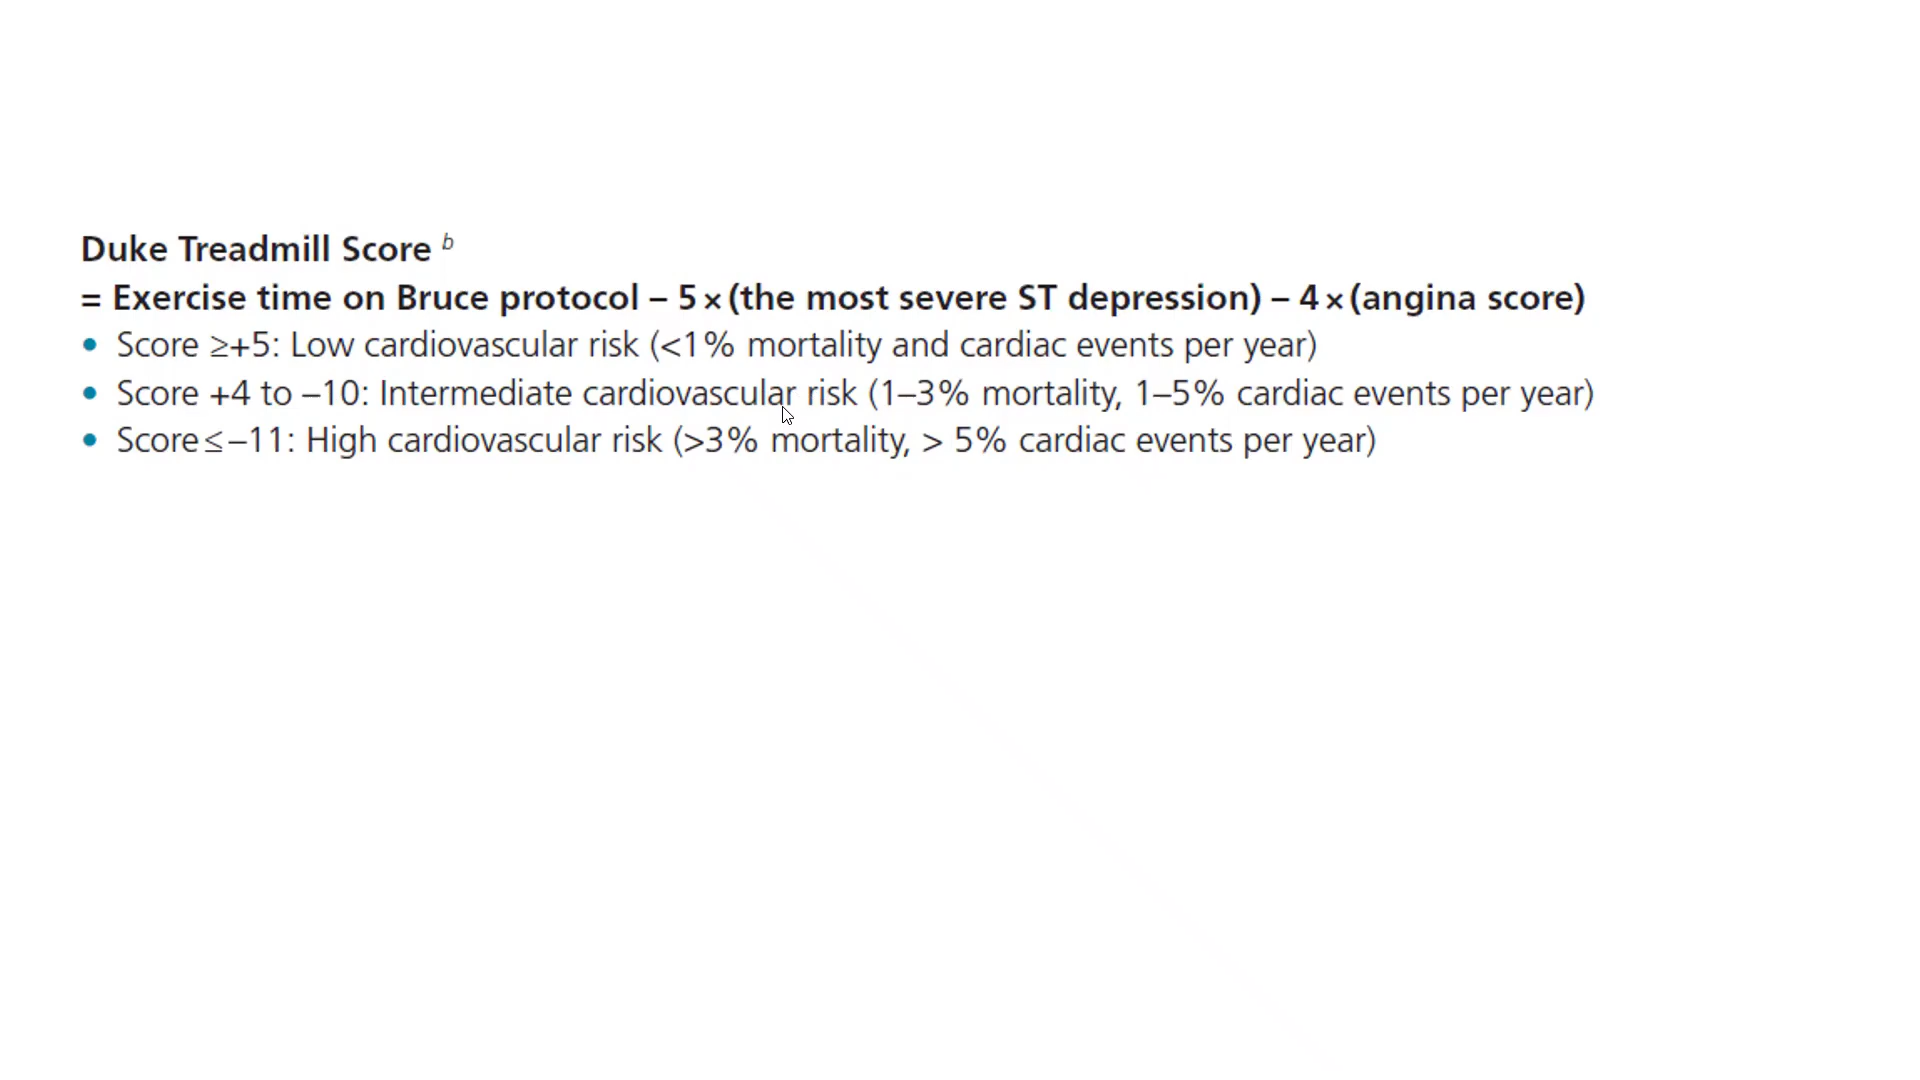 Duke Treadmill Score b
= Exercise time on Bruce protocol – 5 × (the most severe ST depression) – 4 × (angina score)
• Score ≥+5: Low cardiovascular risk (<1% mortality and cardiac events per year)
• Score +4 to –10: Intermediate cardiovascular risk (1–3% mortality, 1–5% cardiac events per year)
• Score ≤ –11: High cardiovascular risk (>3% mortality, > 5% cardiac events per year)